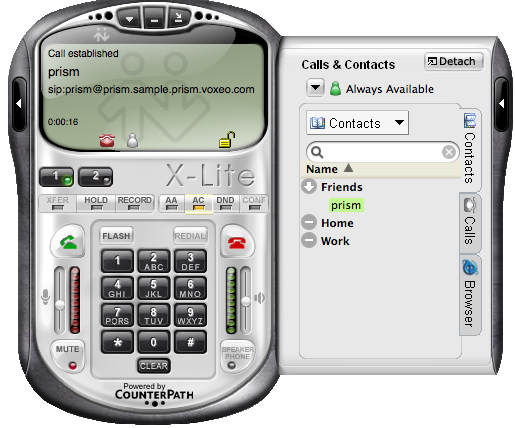 Call established
prism
sip:prism@prism.sample.prism.voxeo.com
0:00:16
1
2
X-Lite
XFER
HOLD
RECORD
AA
AC
DND
CONF
FLASH
REDIAL
1
2 ABC
3 DEF
4 GHI
5 JKL
6 MNO
7 PQRS
8 TUV
9 WXYZ
*
0
#
CLEAR
MUTE
SPEAKER
PHONE
Powered by
COUNTERPATH
Calls & Contacts
Detach
Always Available
Contacts
Name
Friends
prism
Home
Work
Contacts
Calls
Browser